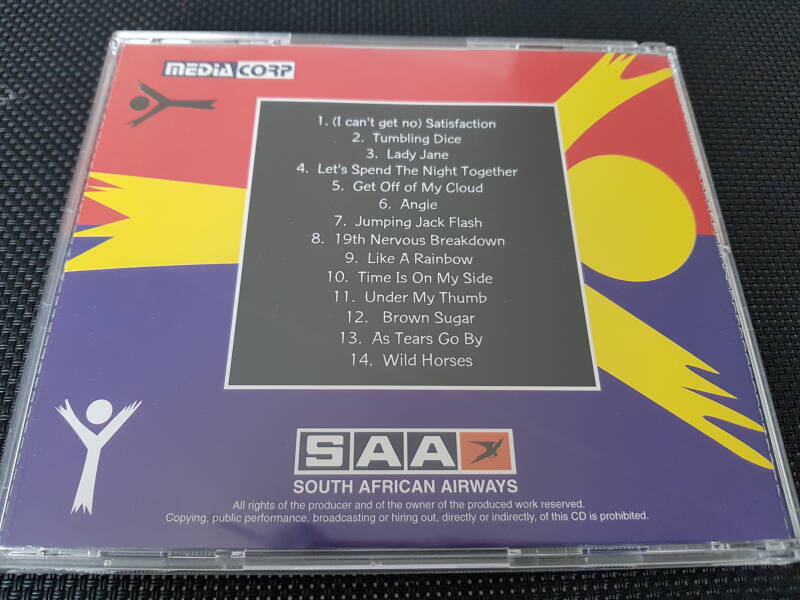 MEDIA CORP
1. (I can't get no) Satisfaction
2. Tumbling Dice
3. Lady Jane
4. Let's Spend The Night Together
5. Get Off of My Cloud
6. Angie
7. Jumping Jack Flash
8. 19th Nervous Breakdown
9. Like A Rainbow
10. Time Is On My Side
11. Under My Thumb
12. Brown Sugar
13. As Tears Go By
14. Wild Horses
SAA
SOUTH AFRICAN AIRWAYS
All rights of the producer and of the owner of the produced work reserved.
Copying, public performance, broadcasting or hiring out, directly or indirectly, of this CD is prohibited.